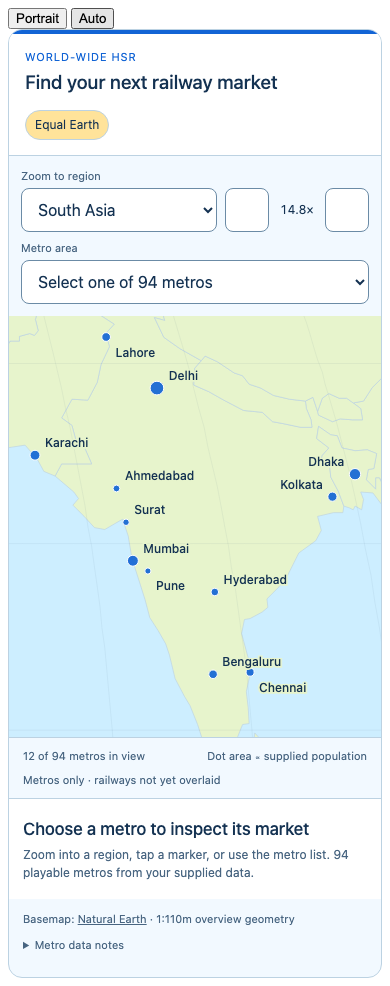 Portrait Auto
WORLD-WIDE HSR
Find your next railway market
Equal Earth
Zoom to region
South Asia 14.8×
Metro area
Select one of 94 metros
Lahore
Delhi
Karachi
Dhaka
Ahmedabad
Kolkata
Surat
Mumbai
Hyderabad
Pune
Bengaluru
Chennai
12 of 94 metros in view Dot area = supplied population
Metros only · railways not yet overlaid
Choose a metro to inspect its market
Zoom into a region, tap a marker, or use the metro list. 94
playable metros from your supplied data.
Basemap: Natural Earth · 1:110m overview geometry
Metro data notes